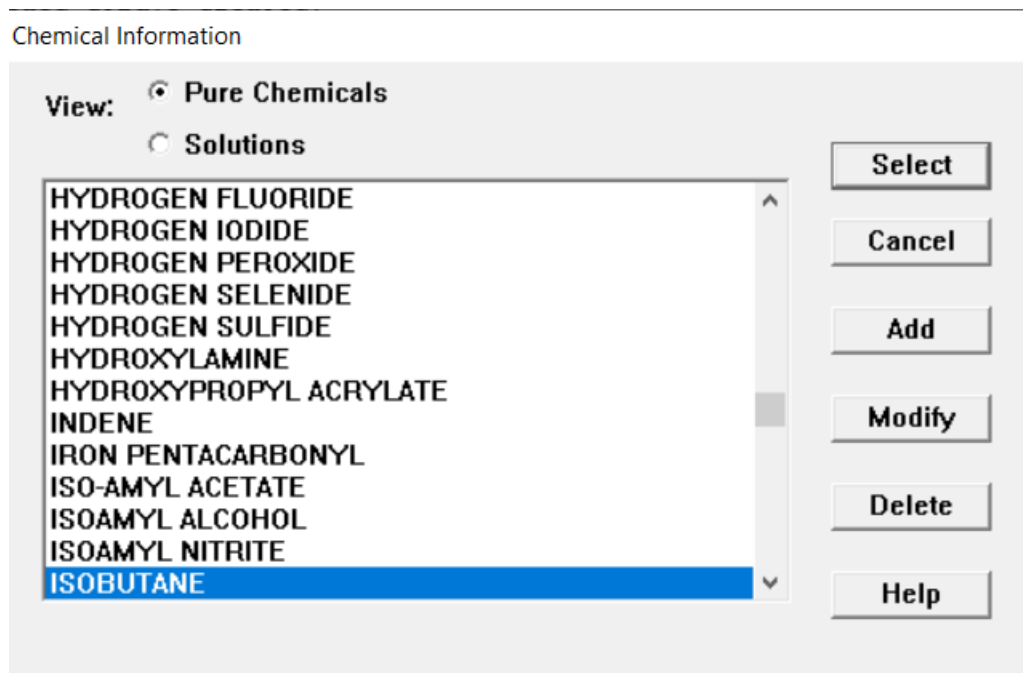 Chemical Information
View:
Pure Chemicals
Solutions
HYDROGEN FLUORIDE
HYDROGEN IODIDE
HYDROGEN PEROXIDE
HYDROGEN SELENIDE
HYDROGEN SULFIDE
HYDROXYLAMINE
HYDROXYPROPYL ACRYLATE
INDENE
IRON PENTACARBONYL
ISO-AMYL ACETATE
ISOAMYL ALCOHOL
ISOAMYL NITRITE
ISOBUTANE
Select
Cancel
Add
Modify
Delete
Help